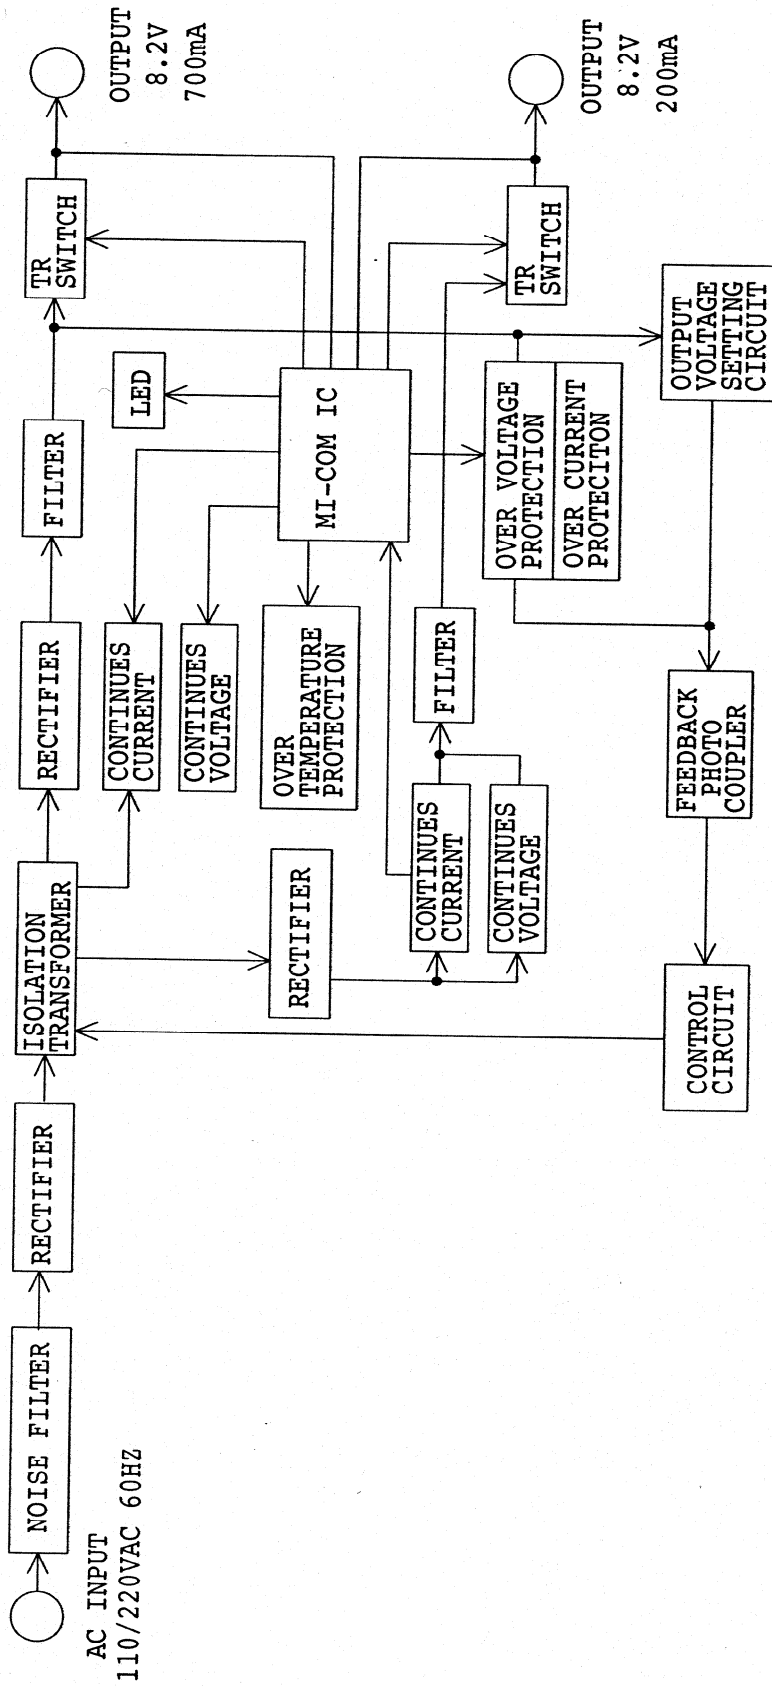 AC INPUT
110/220VAC 60HZ
NOISE FILTER
RECTIFIER
ISOLATION
TRANSFORMER
RECTIFIER
FILTER
TR
SWITCH
OUTPUT
8.2V
700mA
CONTINUES
CURRENT
LED
CONTINUES
VOLTAGE
OVER
TEMPERATURE
PROTECTION
MI-COM IC
RECTIFIER
CONTINUES
CURRENT
CONTINUES
VOLTAGE
FILTER
TR
SWITCH
OUTPUT
8.2V
200mA
OVER VOLTAGE
PROTECTION
OVER CURRENT
PROTECITON
OUTPUT
VOLTAGE
SETTING
CIRCUIT
FEEDBACK
PHOTO
COUPLER
CONTROL
CIRCUIT